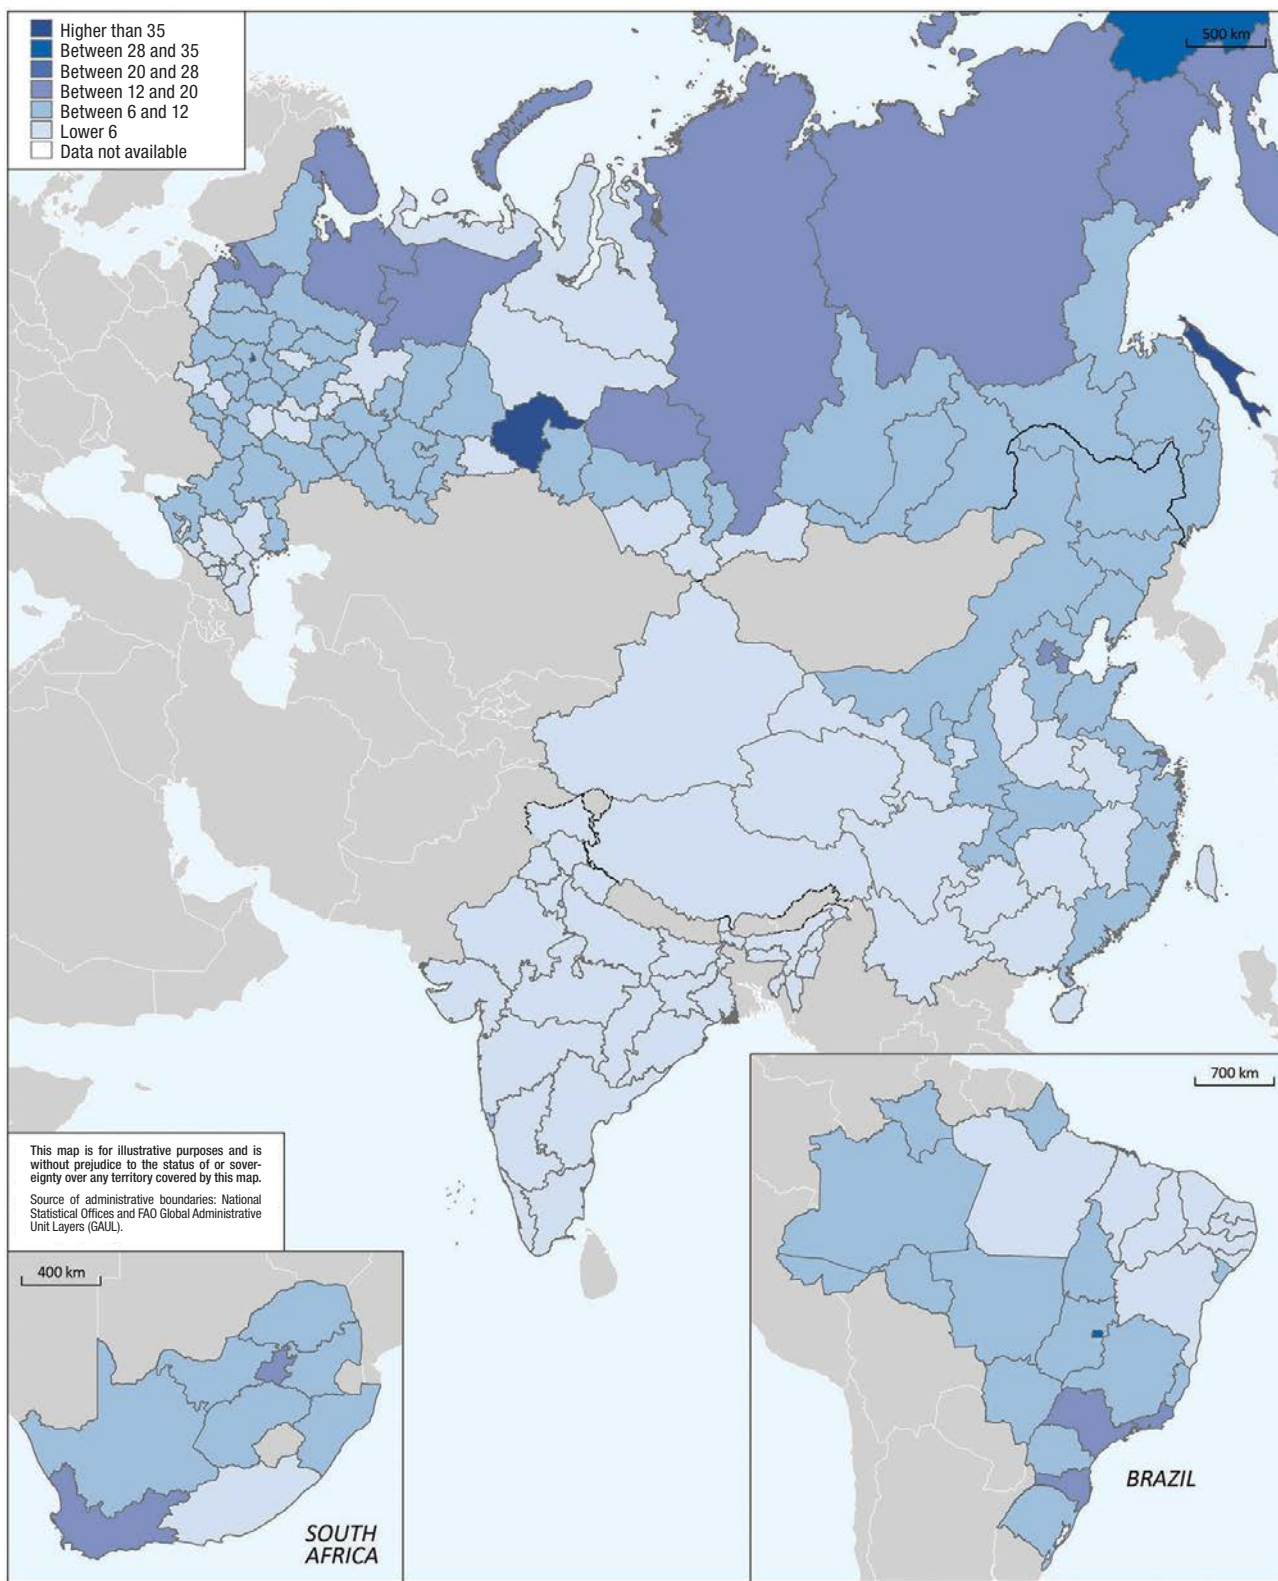 Higher than 35
Between 28 and 35
Between 20 and 28
Between 12 and 20
Between 6 and 12
Lower 6
Data not available
500 km
700 km
This map is for illustrative purposes and is
without prejudice to the status of or sover-
eignty over any territory covered by this map.
Source of administrative boundaries: National
Statistical Offices and FAO Global Administrative
Unit Layers (GAUL).
400 km
SOUTH
AFRICA
BRAZIL